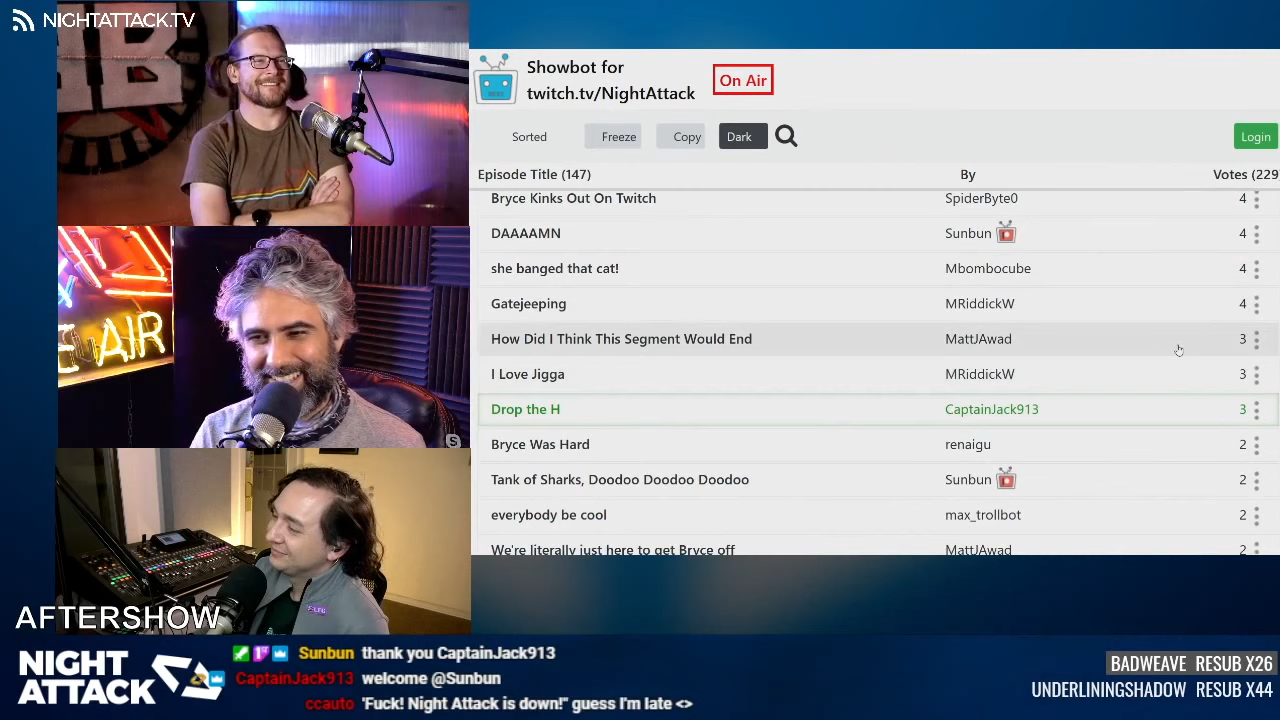 NIGHTATTACK.TV
Showbot for
twitch.tv/NightAttack
On Air
Sorted
Freeze
Copy
Dark
Login
Episode Title (147) By Votes (229
Bryce Kinks Out On Twitch SpiderByte0 4
DAAAAMN Sunbun 4
she banged that cat! Mbombocube 4
Gatejeeping MRiddickW 4
How Did I Think This Segment Would End MattJAwad 3
I Love Jigga MRiddickW 3
Drop the H CaptainJack913 3
Bryce Was Hard renaigu 2
Tank of Sharks, Doodoo Doodoo Doodoo Sunbun 2
everybody be cool max_trollbot 2
We're literally just here to get Bryce off MattJAwad 2
AIR
LFG
AFTERSHOW
NIGHT
ATTACK
Sunbun thank you CaptainJack913
CaptainJack913 welcome @Sunbun
ccauto 'Fuck! Night Attack is down!" guess I'm late <>
BADWEAVE RESUB X26
UNDERLININGSHADOW RESUB X44